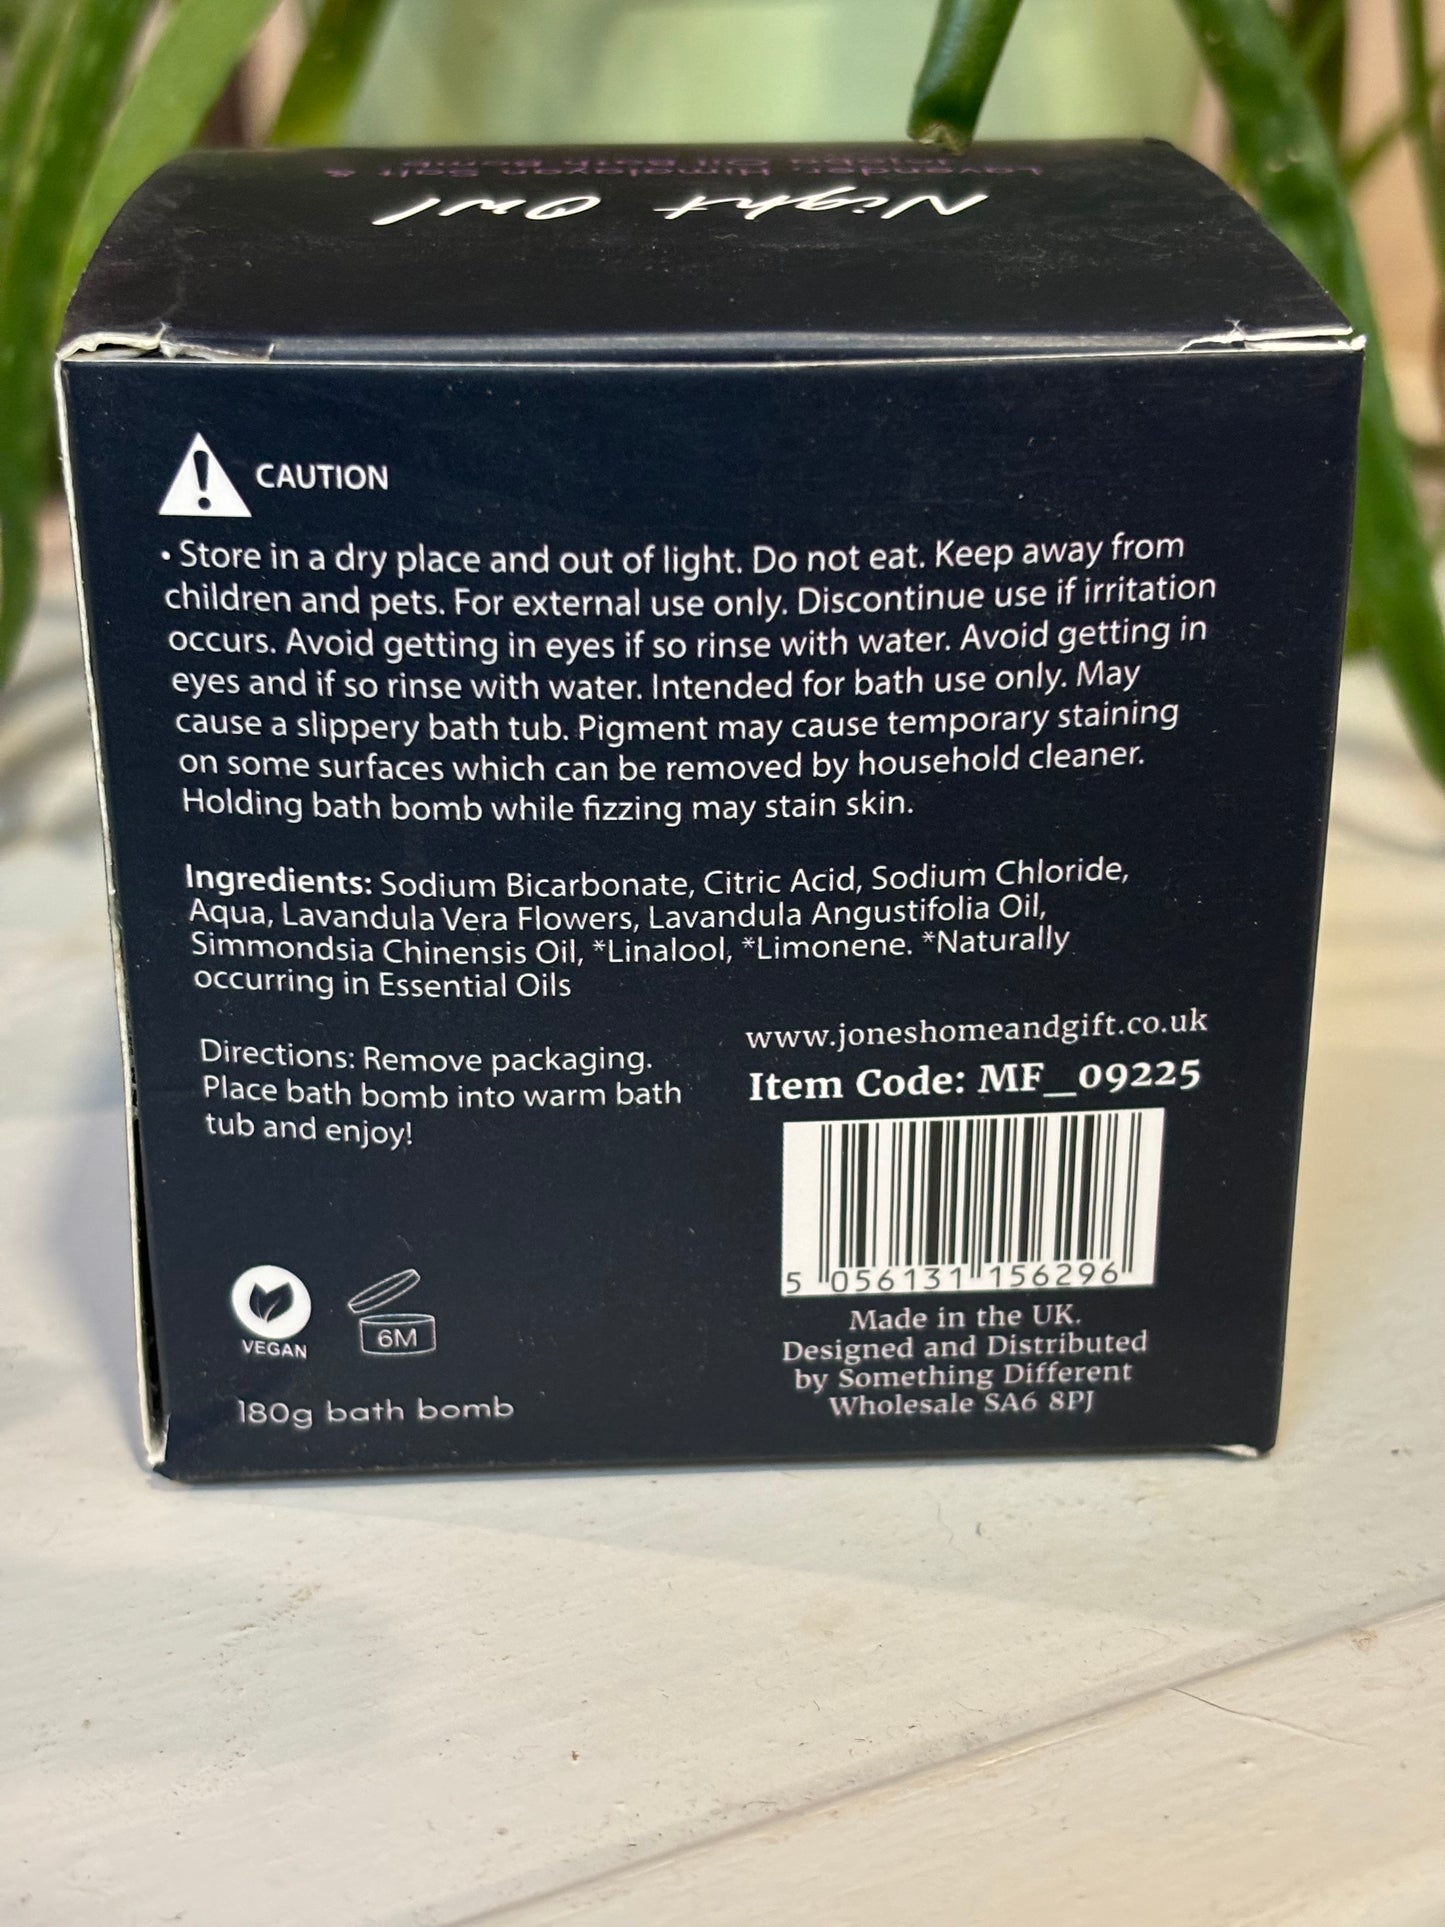 Lavender, Himalayan Salt &
Jojoba Oil Bath Bomb
Night Owl
CAUTION
• Store in a dry place and out of light. Do not eat. Keep away from
children and pets. For external use only. Discontinue use if irritation
occurs. Avoid getting in eyes if so rinse with water. Avoid getting in
eyes and if so rinse with water. Intended for bath use only. May
cause a slippery bath tub. Pigment may cause temporary staining
on some surfaces which can be removed by household cleaner.
Holding bath bomb while fizzing may stain skin.
Ingredients: Sodium Bicarbonate, Citric Acid, Sodium Chloride,
Aqua, Lavandula Vera Flowers, Lavandula Angustifolia Oil,
Simmondsia Chinensis Oil, *Linalool, *Limonene. *Naturally
occurring in Essential Oils
Directions: Remove packaging.
Place bath bomb into warm bath
tub and enjoy!
www.joneshomeandgift.co.uk
Item Code: MF_09225
5 056131 156296
Made in the UK.
Designed and Distributed
by Something Different
Wholesale SA6 8PJ
VEGAN
6M
180g bath bomb